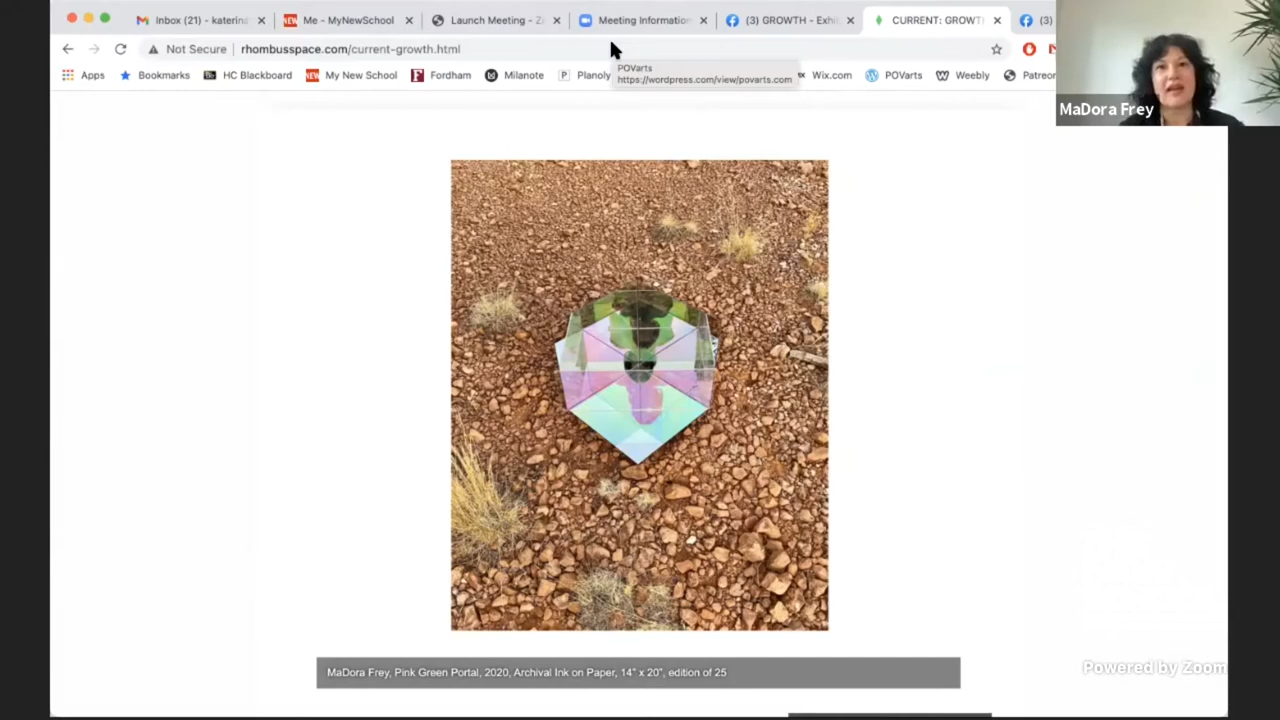 Inbox (21) - katerina
Me - MyNewSchool
Launch Meeting - Z
Meeting Information
(3) GROWTH - Exhi
CURRENT: GROWT
(3)
Not Secure
rhombusspace.com/current-growth.html
Apps
Bookmarks
HC Blackboard
NEW
My New School
Fordham
Milanote
Planoly
Wix.com
POVarts
Weebly
Patreon
POVarts
https://wordpress.com/view/povarts.com
MaDora Frey
MaDora Frey, Pink Green Portal, 2020, Archival Ink on Paper, 14" x 20", edition of 25
Powered by Zoom